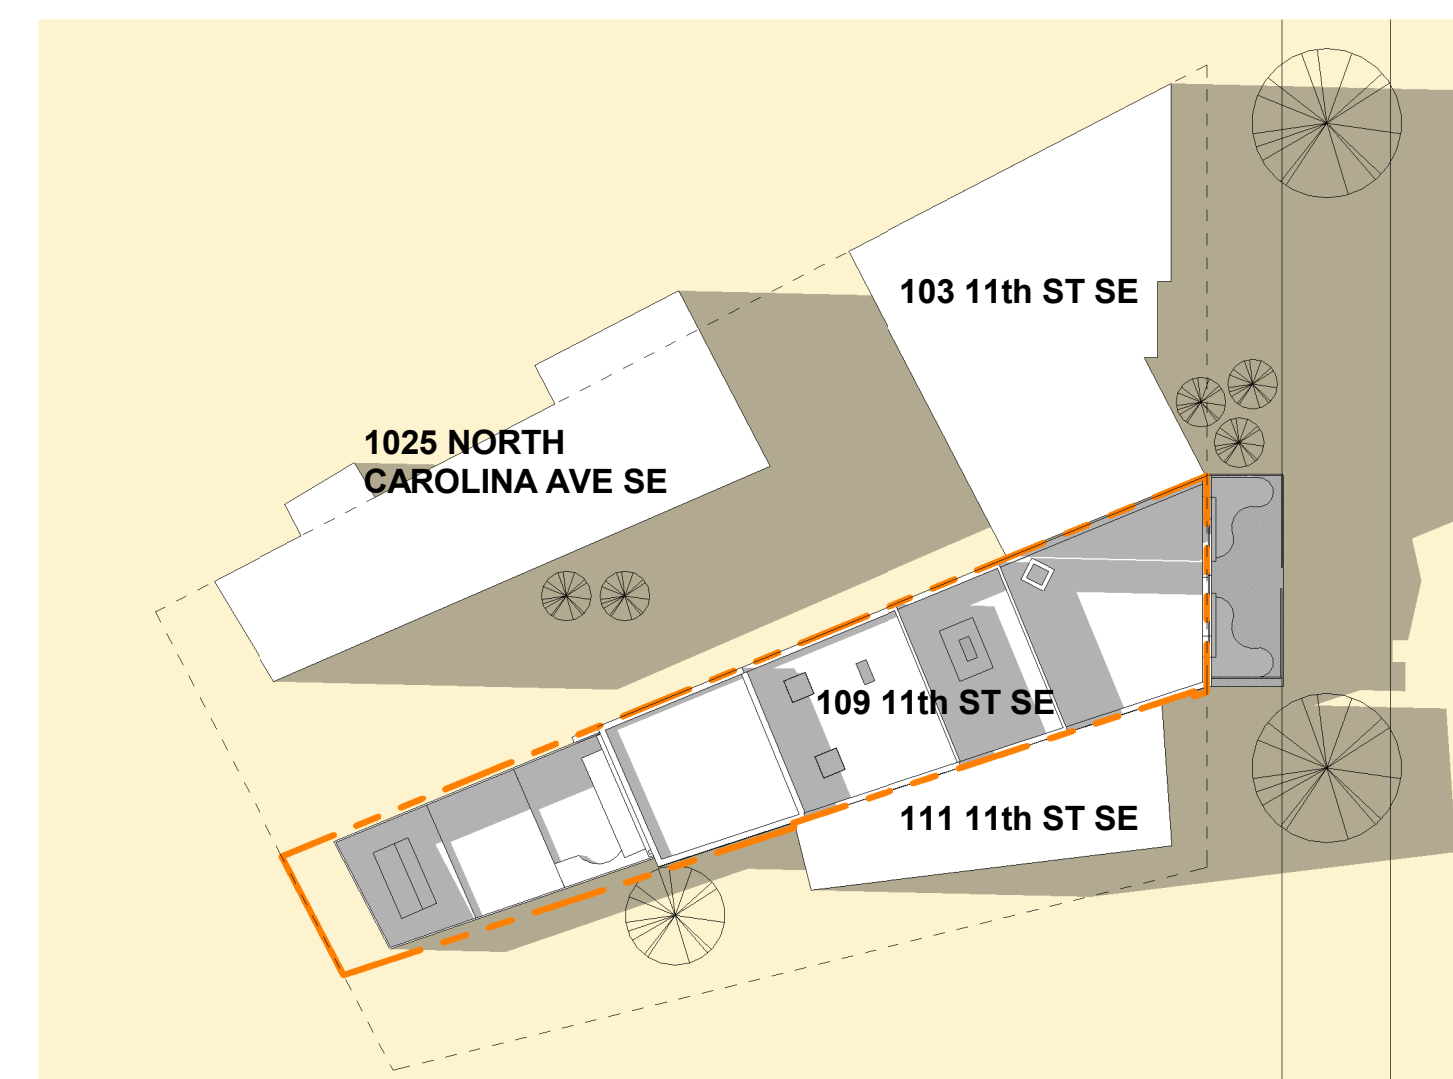 103 11th ST SE
1025 NORTH
CAROLINA AVE SE
109 11th ST SE
111 11th ST SE